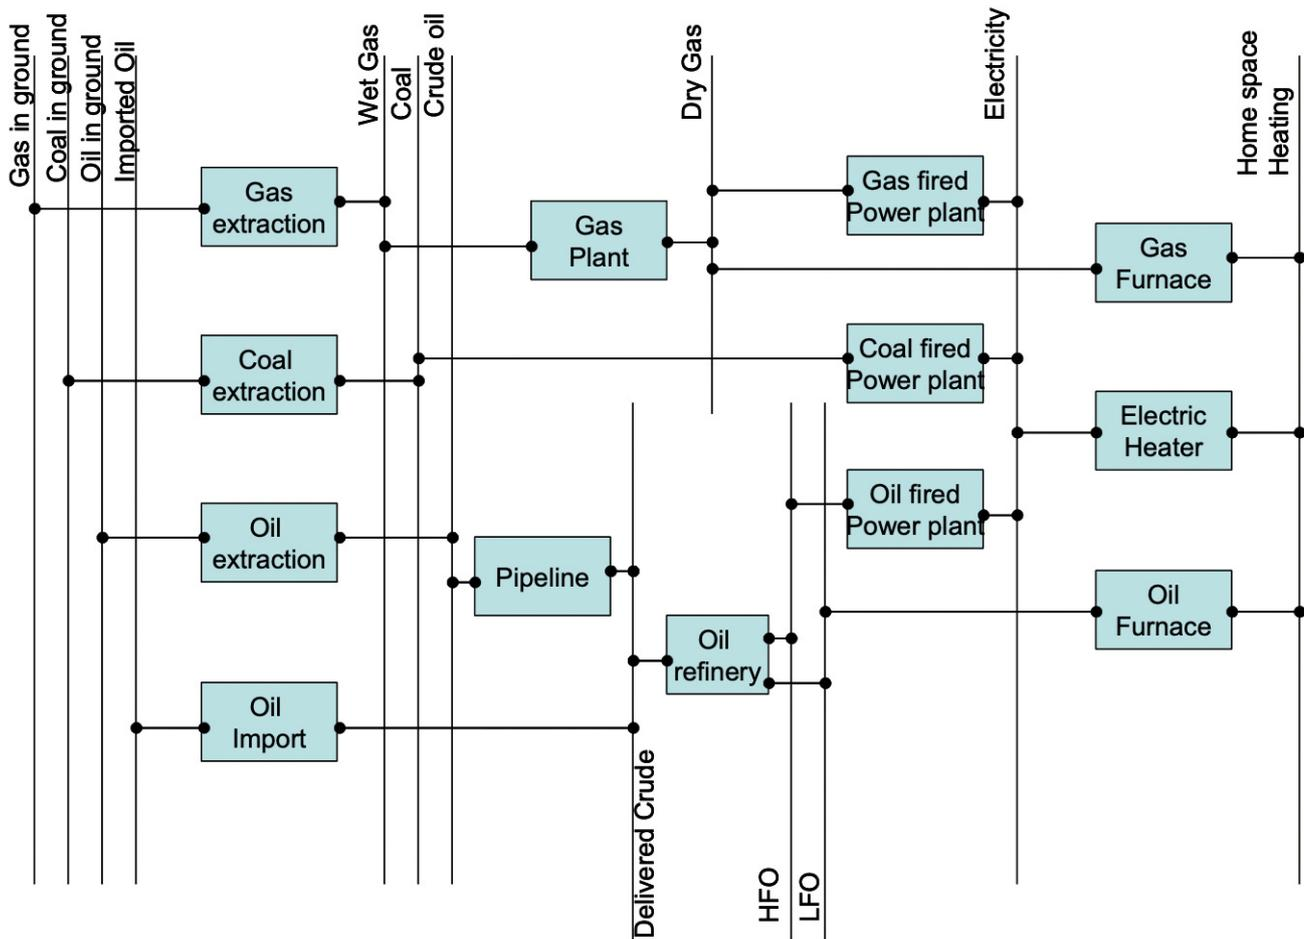 Gas in ground
Coal in ground
Oil in ground
Imported Oil
Wet Gas
Coal
Crude oil
Dry Gas
Electricity
Home space
Heating
Gas
extraction
Gas
Plant
Gas fired
Power plant
Gas
Furnace
Coal
extraction
Coal fired
Power plant
Electric
Heater
Oil
extraction
Pipeline
Oil fired
Power plant
Oil
refinery
Oil
Furnace
Oil
Import
Delivered Crude
HFO
LFO